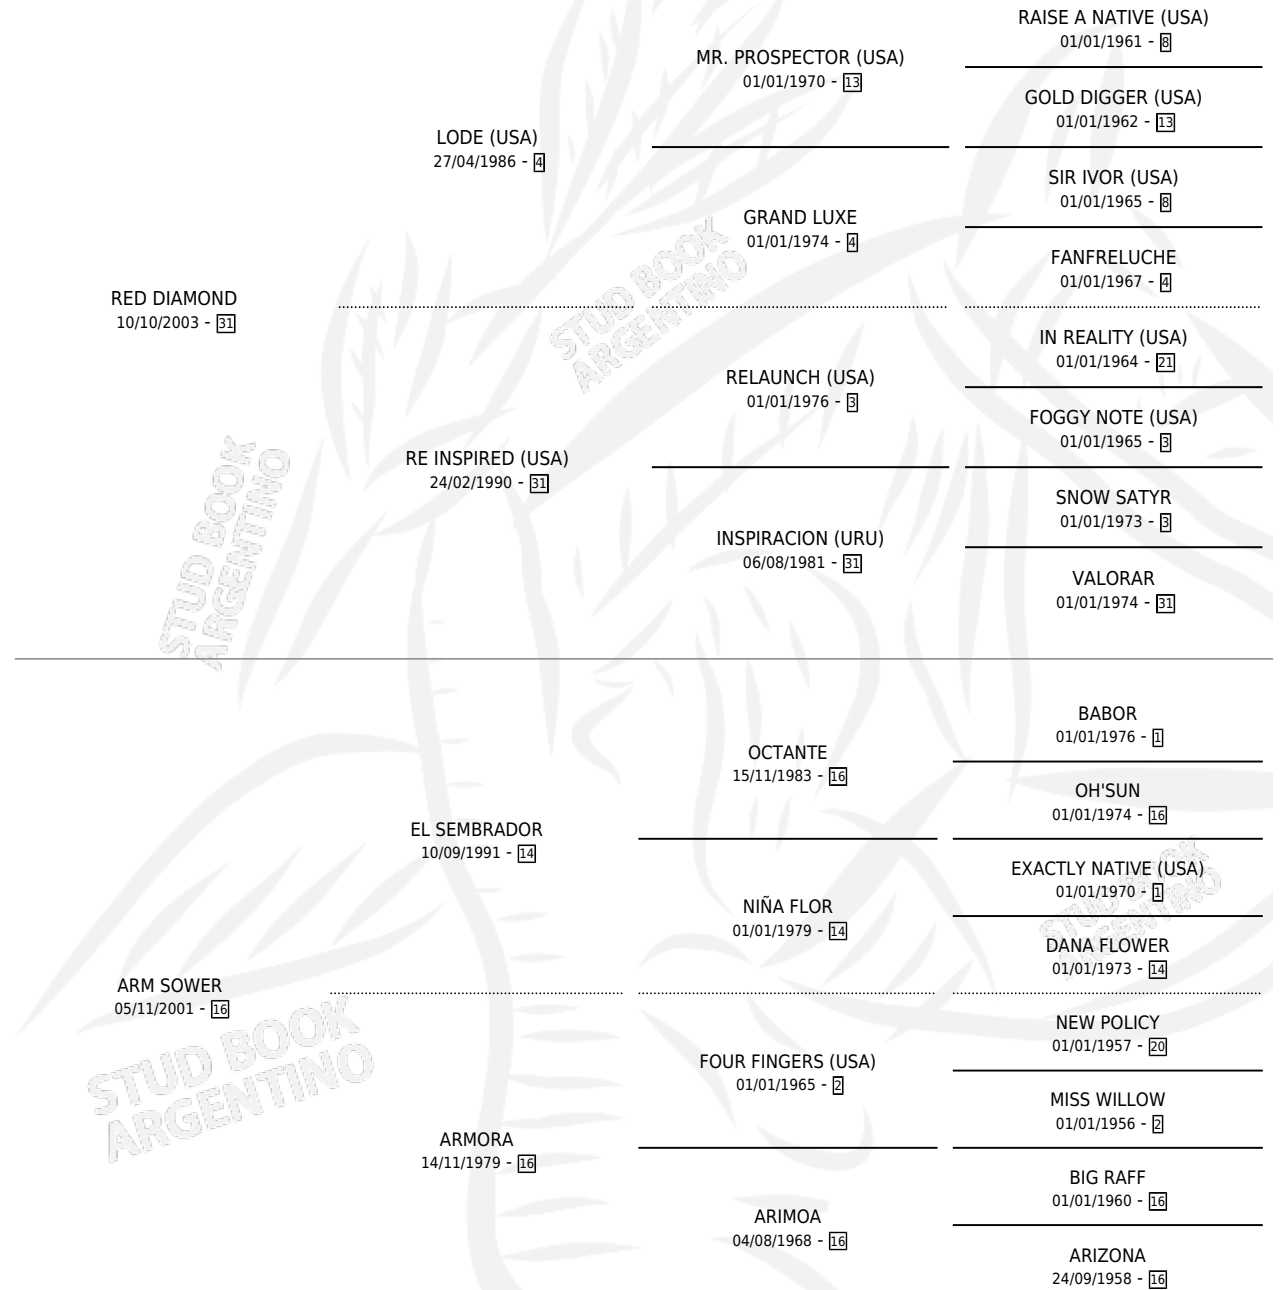 RAISE A NATIVE (USA)
01/01/1961 - 8
MR. PROSPECTOR (USA)
01/01/1970 - 13
GOLD DIGGER (USA)
01/01/1962 - 13
LODE (USA)
27/04/1986 - 4
SIR IVOR (USA)
01/01/1965 - 8
GRAND LUXE
01/01/1974 - 4
FANFRELUCHE
01/01/1967 - 4
RED DIAMOND
10/10/2003 - 31
STUD BOOK
ARGENTINO
IN REALITY (USA)
01/01/1964 - 21
RELAUNCH (USA)
01/01/1976 - 3
FOGGY NOTE (USA)
01/01/1965 - 3
RE INSPIRED (USA)
24/02/1990 - 31
SNOW SATYR
01/01/1973 - 3
INSPIRACION (URU)
06/08/1981 - 31
VALORAR
01/01/1974 - 31
STUD BOOK
ARGENTINO
BABOR
01/01/1976 - 1
OCTANTE
15/11/1983 - 16
OH'SUN
01/01/1974 - 16
EL SEMBRADOR
10/09/1991 - 14
EXACTLY NATIVE (USA)
01/01/1970 - 1
NIÑA FLOR
01/01/1979 - 14
STUD BOOK
ARGENTINO
DANA FLOWER
01/01/1973 - 14
ARM SOWER
05/11/2001 - 16
STUD BOOK
ARGENTINO
NEW POLICY
01/01/1957 - 20
FOUR FINGERS (USA)
01/01/1965 - 2
MISS WILLOW
01/01/1956 - 2
ARMORA
14/11/1979 - 16
BIG RAFF
01/01/1960 - 16
ARIMOA
04/08/1968 - 16
ARIZONA
24/09/1958 - 16